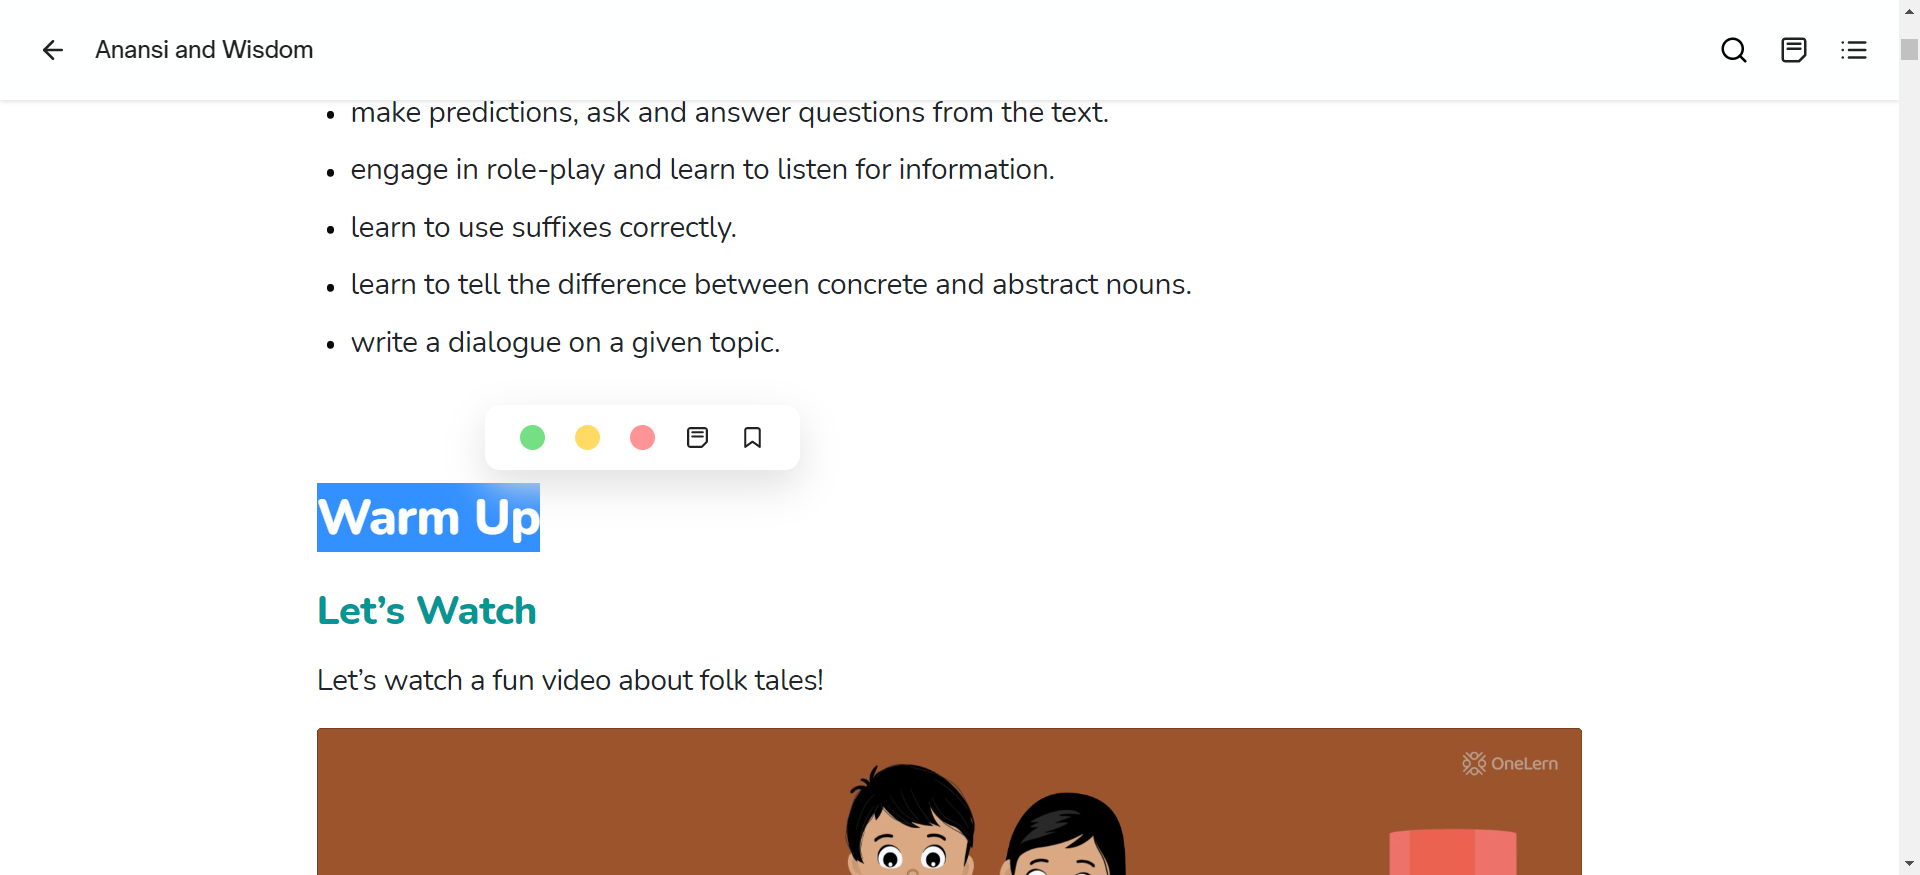 Anansi and Wisdom
make predictions, ask and answer questions from the text.
engage in role-play and learn to listen for information.
learn to use suffixes correctly.
learn to tell the difference between concrete and abstract nouns.
write a dialogue on a given topic.
Warm Up
Let’s Watch
Let’s watch a fun video about folk tales!
OneLern